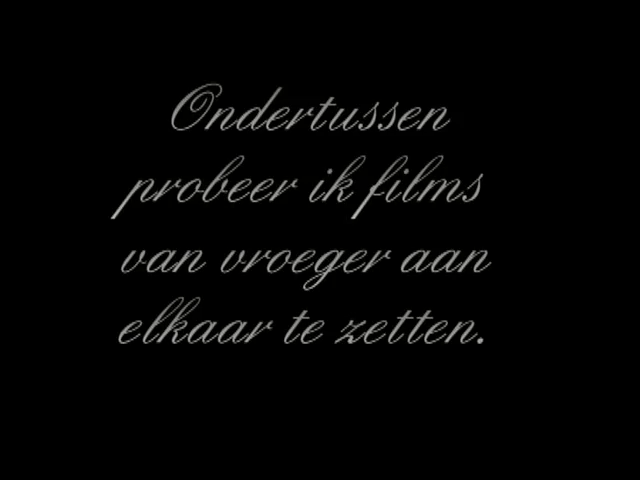 Ondertussen
probeer ik films
van vroeger aan
elkaar te zetten.